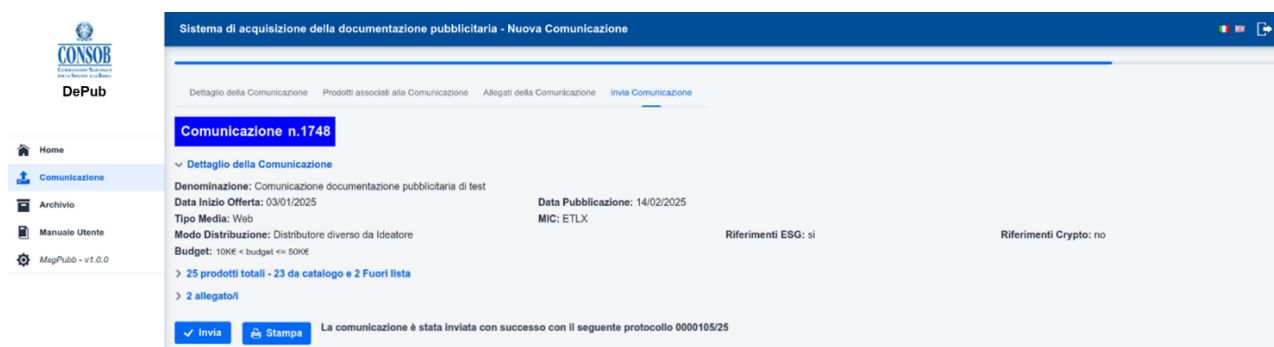 CONSOB
DePub
Home
Comunicazione
Archivio
Manuale Utente
MsgPubb - v1.0.0
Sistema di acquisizione della documentazione pubblicitaria - Nuova Comunicazione
Dettaglio della Comunicazione Prodotti associati alla Comunicazione Allegati della Comunicazione Invia Comunicazione
Comunicazione n.1748
Dettaglio della Comunicazione
Denominazione: Comunicazione documentazione pubblicitaria di test
Data Inizio Offerta: 03/01/2025 Data Pubblicazione: 14/02/2025
Tipo Media: Web MIC: ETLX
Modo Distribuzione: Distributore diverso da Ideatore Riferimenti ESG: si Riferimenti Crypto: no
Budget: 10K€ < budget <= 50K€
25 prodotti totali - 23 da catalogo e 2 Fuori lista
2 allegato/i
Invia Stampa La comunicazione è stata inviata con successo con il seguente protocollo 0000105/25